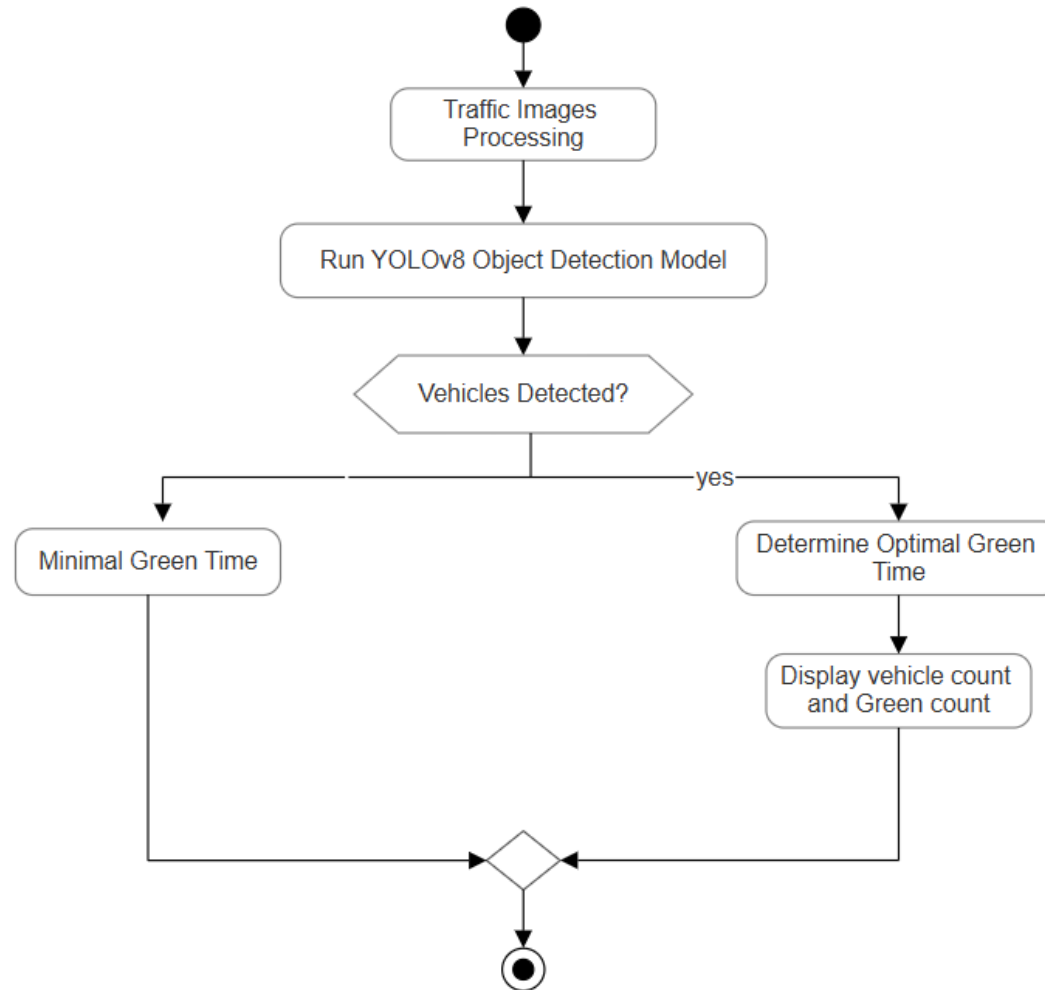 Traffic Images
Processing
Run YOLOv8 Object Detection Model
Vehicles Detected?
yes
Minimal Green Time
Determine Optimal Green
Time
Display vehicle count
and Green count